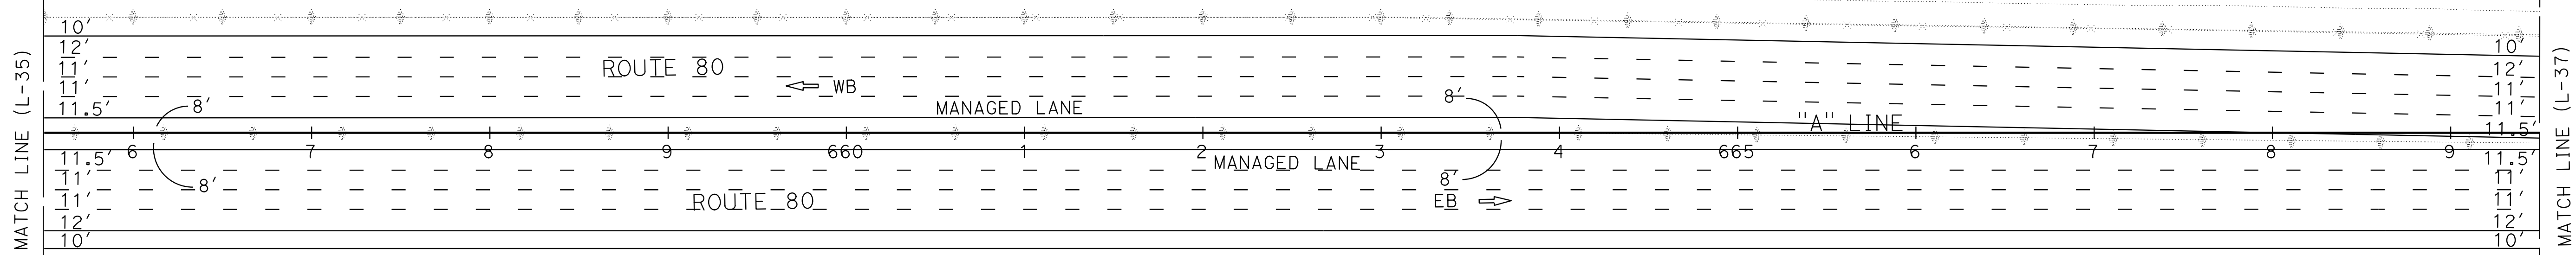 MATCH LINE (L-35)
10'
12'
11'
11'
11.5'
8'
ROUTE 80
WB
MANAGED LANE
8'
"A" LINE
10'
12'
11'
11'
11.5'
MATCH LINE (L-37)
6 7 8 9 660 1 2 3 4 665 6 7 8 9
11.5'
11'
11'
12'
10'
8'
ROUTE 80
MANAGED LANE
8'
EB
11.5'
11'
11'
12'
10'